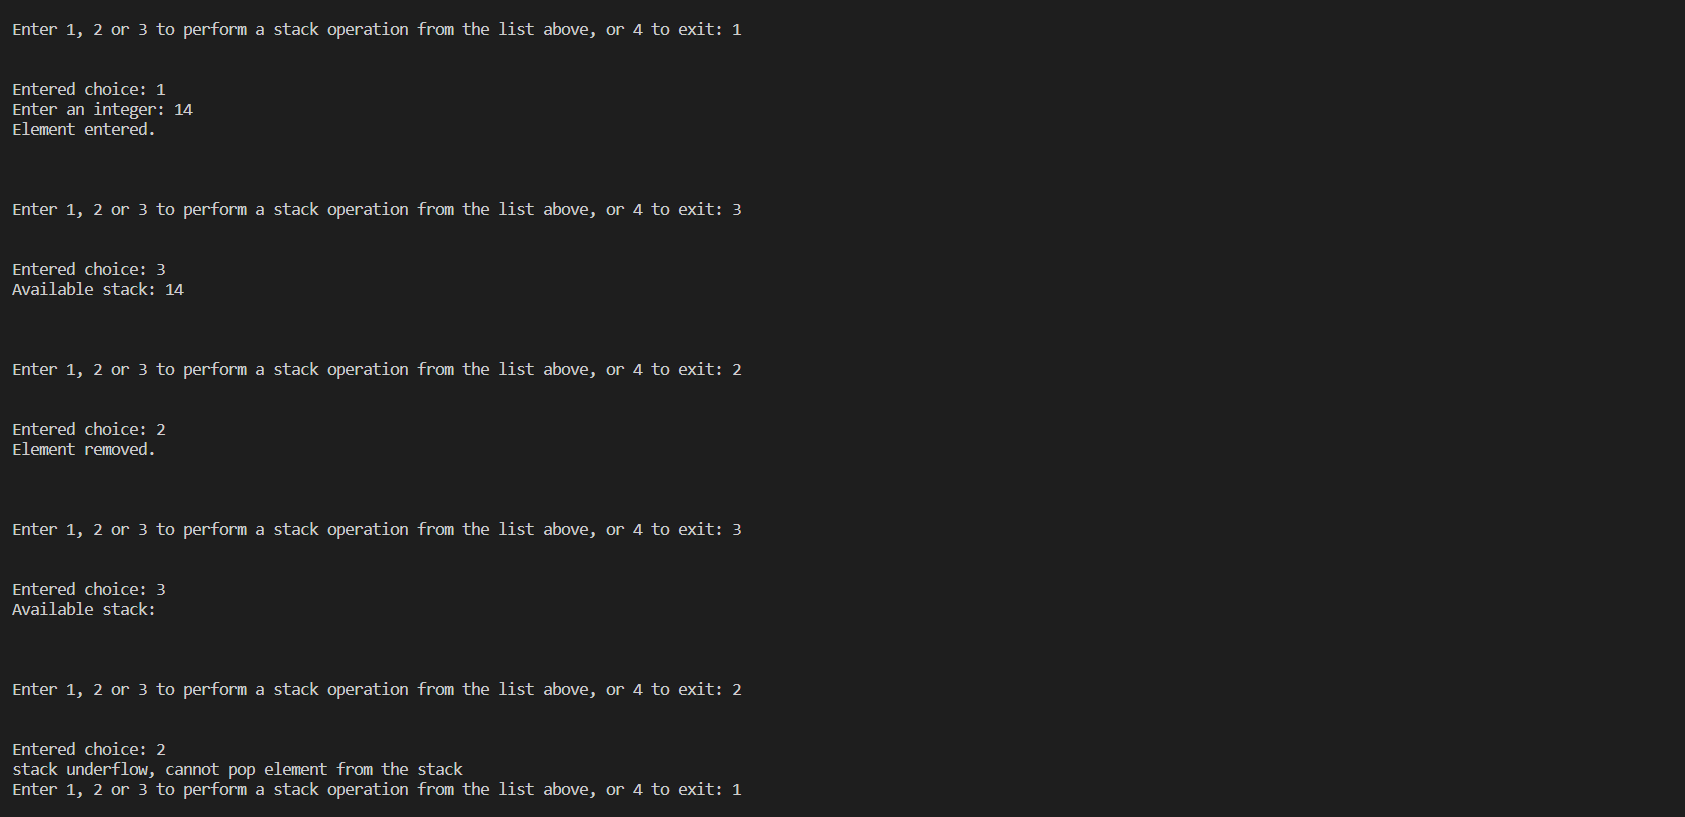 Enter 1, 2 or 3 to perform a stack operation from the list above, or 4 to exit: 1
Entered choice: 1
Enter an integer: 14
Element entered.
Enter 1, 2 or 3 to perform a stack operation from the list above, or 4 to exit: 3
Entered choice: 3
Available stack: 14
Enter 1, 2 or 3 to perform a stack operation from the list above, or 4 to exit: 2
Entered choice: 2
Element removed.
Enter 1, 2 or 3 to perform a stack operation from the list above, or 4 to exit: 3
Entered choice: 3
Available stack:
Enter 1, 2 or 3 to perform a stack operation from the list above, or 4 to exit: 2
Entered choice: 2
stack underflow, cannot pop element from the stack
Enter 1, 2 or 3 to perform a stack operation from the list above, or 4 to exit: 1